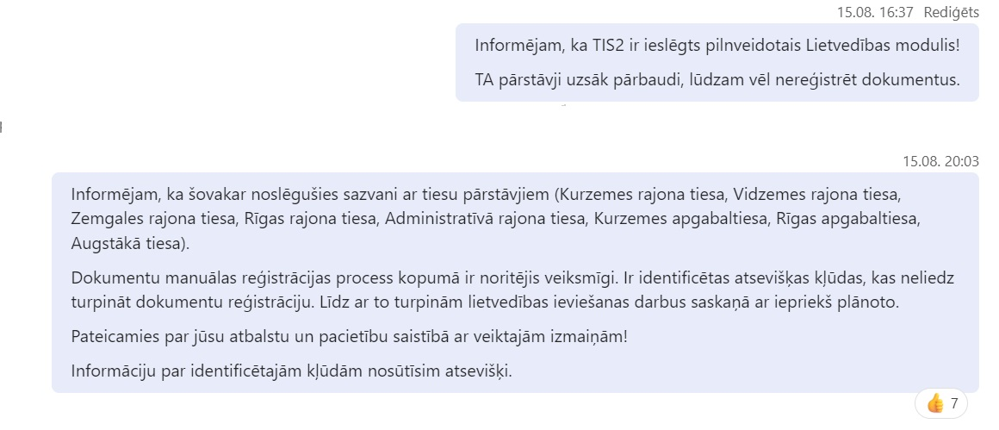 15.08. 16:37 Rediģēts
Informējam, ka TIS2 ir ieslēgts pilnveidotais Lietvedības modulis!
TA pārstāvji uzsāk pārbaudi, lūdzam vēl nereģistrēt dokumentus.
15.08. 20:03
Informējam, ka šovakar noslēgušies sazvani ar tiesu pārstāvjiem (Kurzemes rajona tiesa, Vidzemes rajona tiesa,
Zemgales rajona tiesa, Rīgas rajona tiesa, Administratīvā rajona tiesa, Kurzemes apgabaltiesa, Rīgas apgabaltiesa,
Augstākā tiesa).
Dokumentu manuālas reģistrācijas process kopumā ir noritējis veiksmīgi. Ir identificētas atsevišķas kļūdas, kas neliedz
turpināt dokumentu reģistrāciju. Līdz ar to turpinām lietvedības ieviešanas darbus saskaņā ar iepriekš plānoto.
Pateicamies par jūsu atbalstu un pacietību saistībā ar veiktajām izmaiņām!
Informāciju par identificētajām kļūdām nosūtīsim atsevišķi.
👍 7